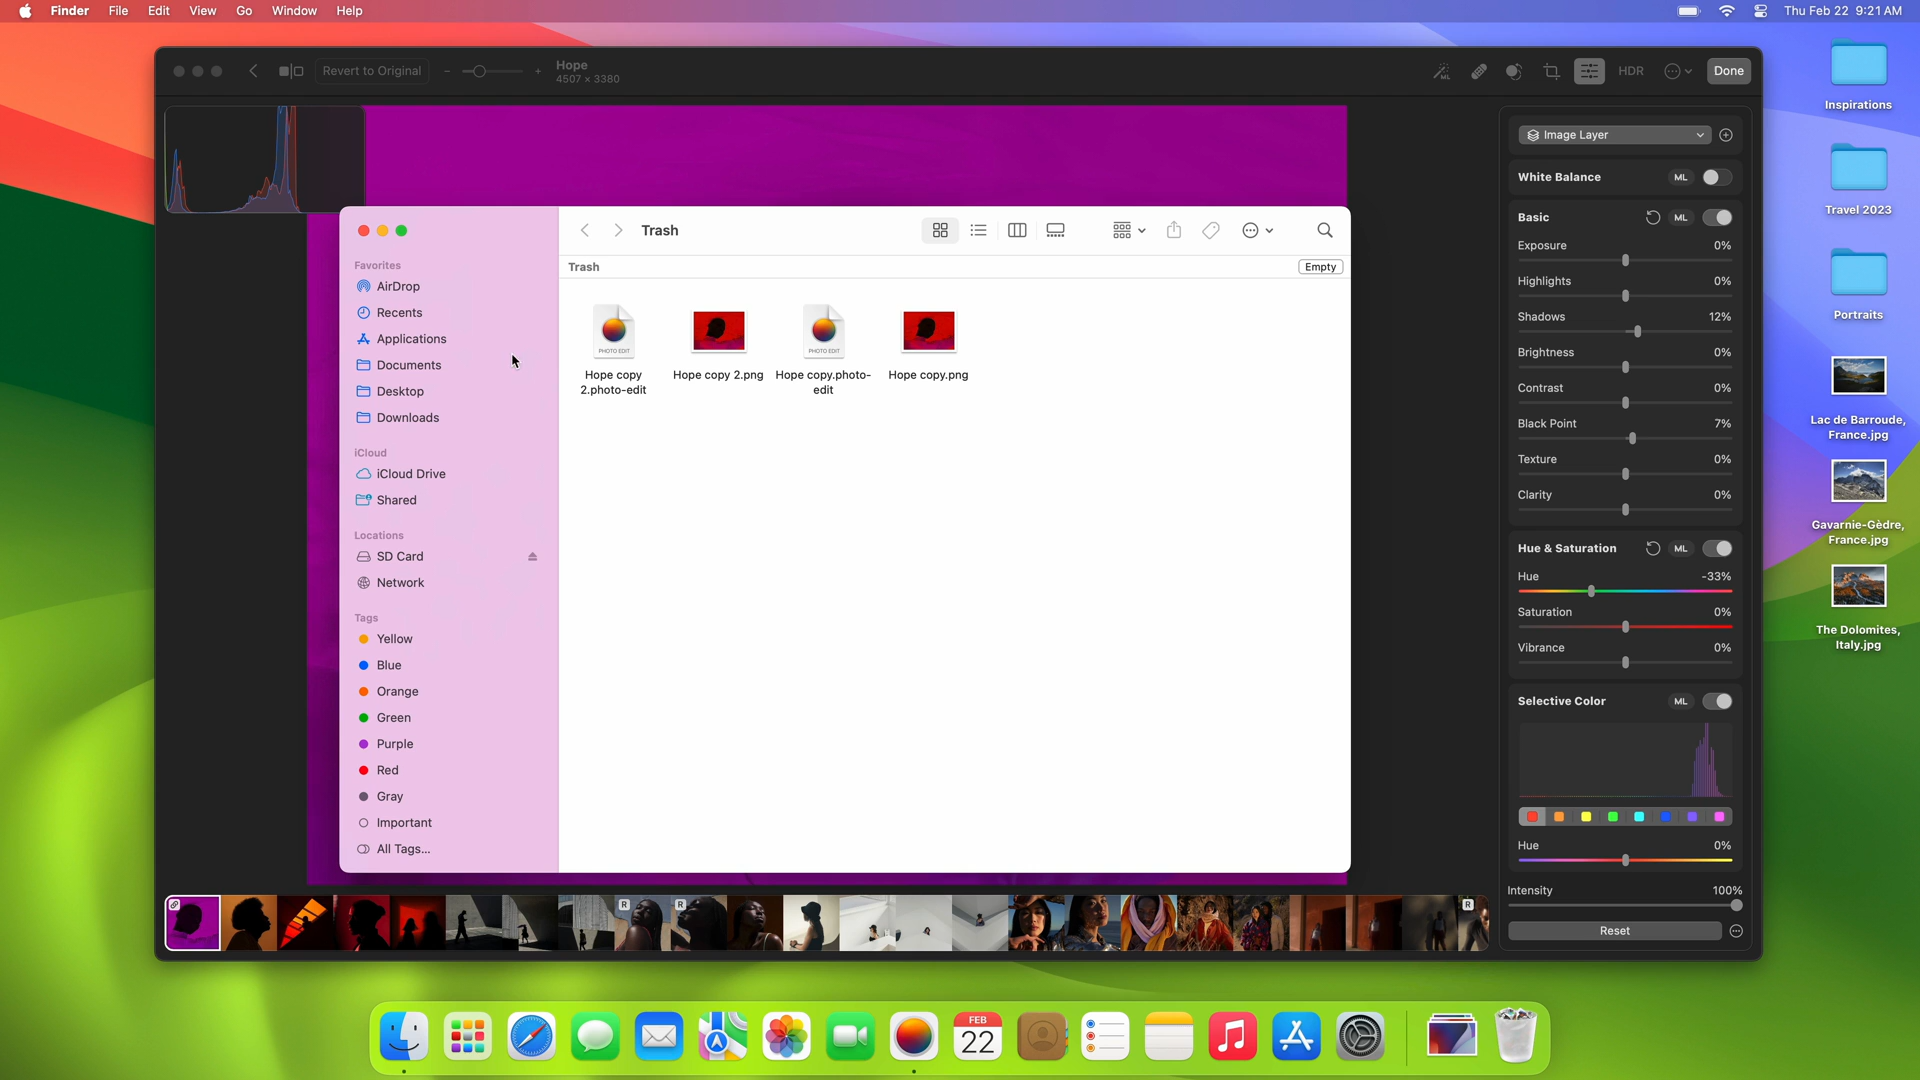 Finder File Edit View Go Window Help
Thu Feb 22 9:21 AM
Revert to Original
Hope
4507 × 3380
ML
HDR
Done
Image Layer
White Balance ML
Basic ML
Exposure 0%
Highlights 0%
Shadows 12%
Brightness 0%
Contrast 0%
Black Point 7%
Texture 0%
Clarity 0%
Hue & Saturation ML
Hue -33%
Saturation 0%
Vibrance 0%
Selective Color ML
Hue 0%
Intensity 100%
Reset
Trash
Trash
Empty
Favorites
AirDrop
Recents
Applications
Documents
Desktop
Downloads
iCloud
iCloud Drive
Shared
Locations
SD Card
Network
Tags
Yellow
Blue
Orange
Green
Purple
Red
Gray
Important
All Tags...
PHOTO EDIT
Hope copy
2.photo-edit
Hope copy 2.png
PHOTO EDIT
Hope copy.photo-
edit
Hope copy.png
R
R
R
Inspirations
Travel 2023
Portraits
Lac de Barroude,
France.jpg
Gavarnie-Gèdre,
France.jpg
The Dolomites,
Italy.jpg
FEB
22